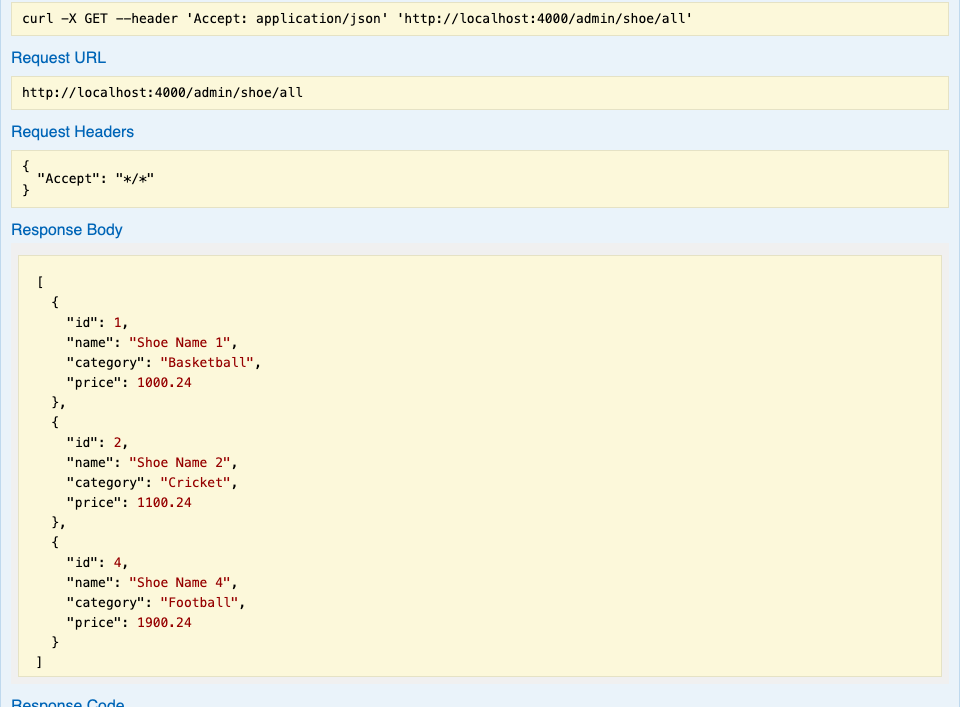 curl -X GET --header 'Accept: application/json' 'http://localhost:4000/admin/shoe/all'
Request URL
http://localhost:4000/admin/shoe/all
Request Headers
{
  "Accept": "*/*"
}
Response Body
[
  {
    "id": 1,
    "name": "Shoe Name 1",
    "category": "Basketball",
    "price": 1000.24
  },
  {
    "id": 2,
    "name": "Shoe Name 2",
    "category": "Cricket",
    "price": 1100.24
  },
  {
    "id": 4,
    "name": "Shoe Name 4",
    "category": "Football",
    "price": 1900.24
  }
]
Response Code